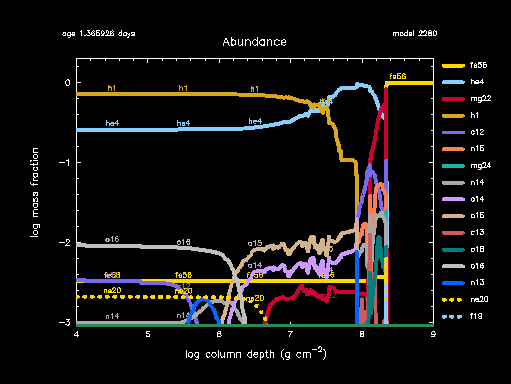 age 1.365926 days
model 2280
Abundance
fe56
0
h1 h1 h1
he4 he4 he4
−1
−2
−3
o16 o16
o15
o14
fe56 fe56 fe56
ne20 ne20 ne20
n14 n14
4 5 6 7 8 9
log column depth (g cm−2)
log mass fraction
fe56
he4
mg22
h1
c12
n15
mg24
n14
o14
o15
c13
o18
o16
n13
ne20
f19